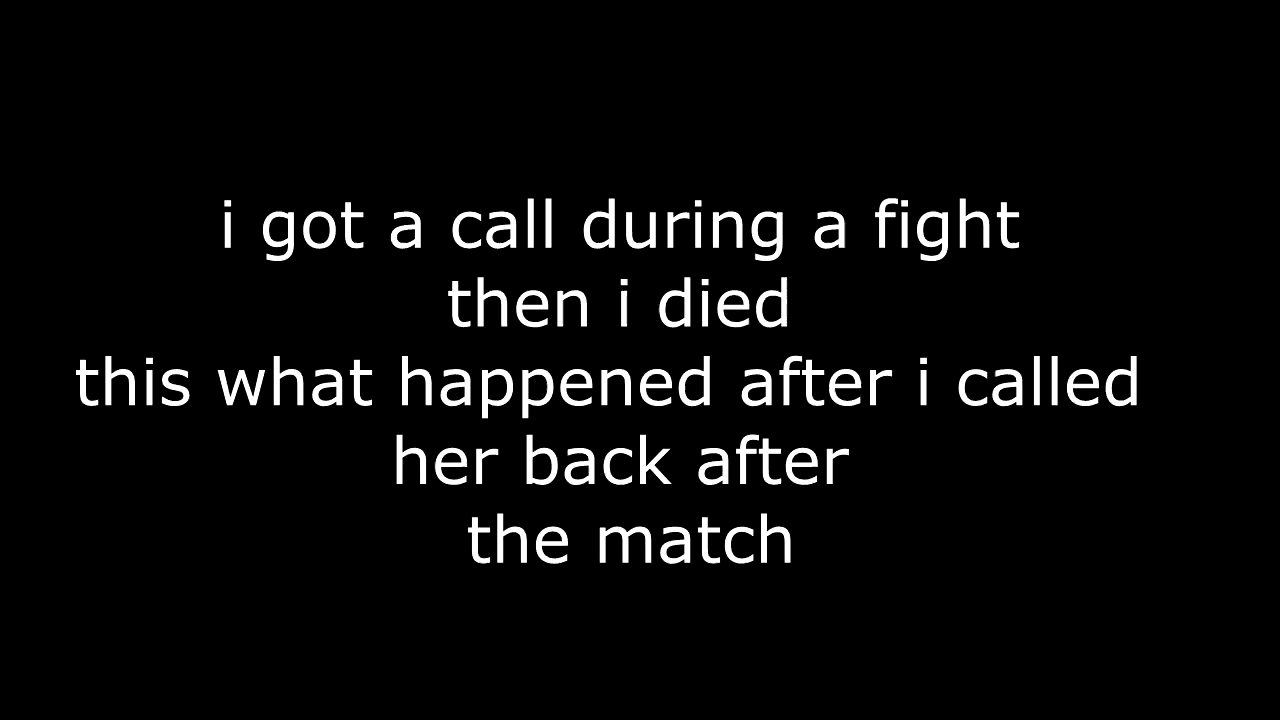 i got a call during a fight
then i died
this what happened after i called
her back after
the match